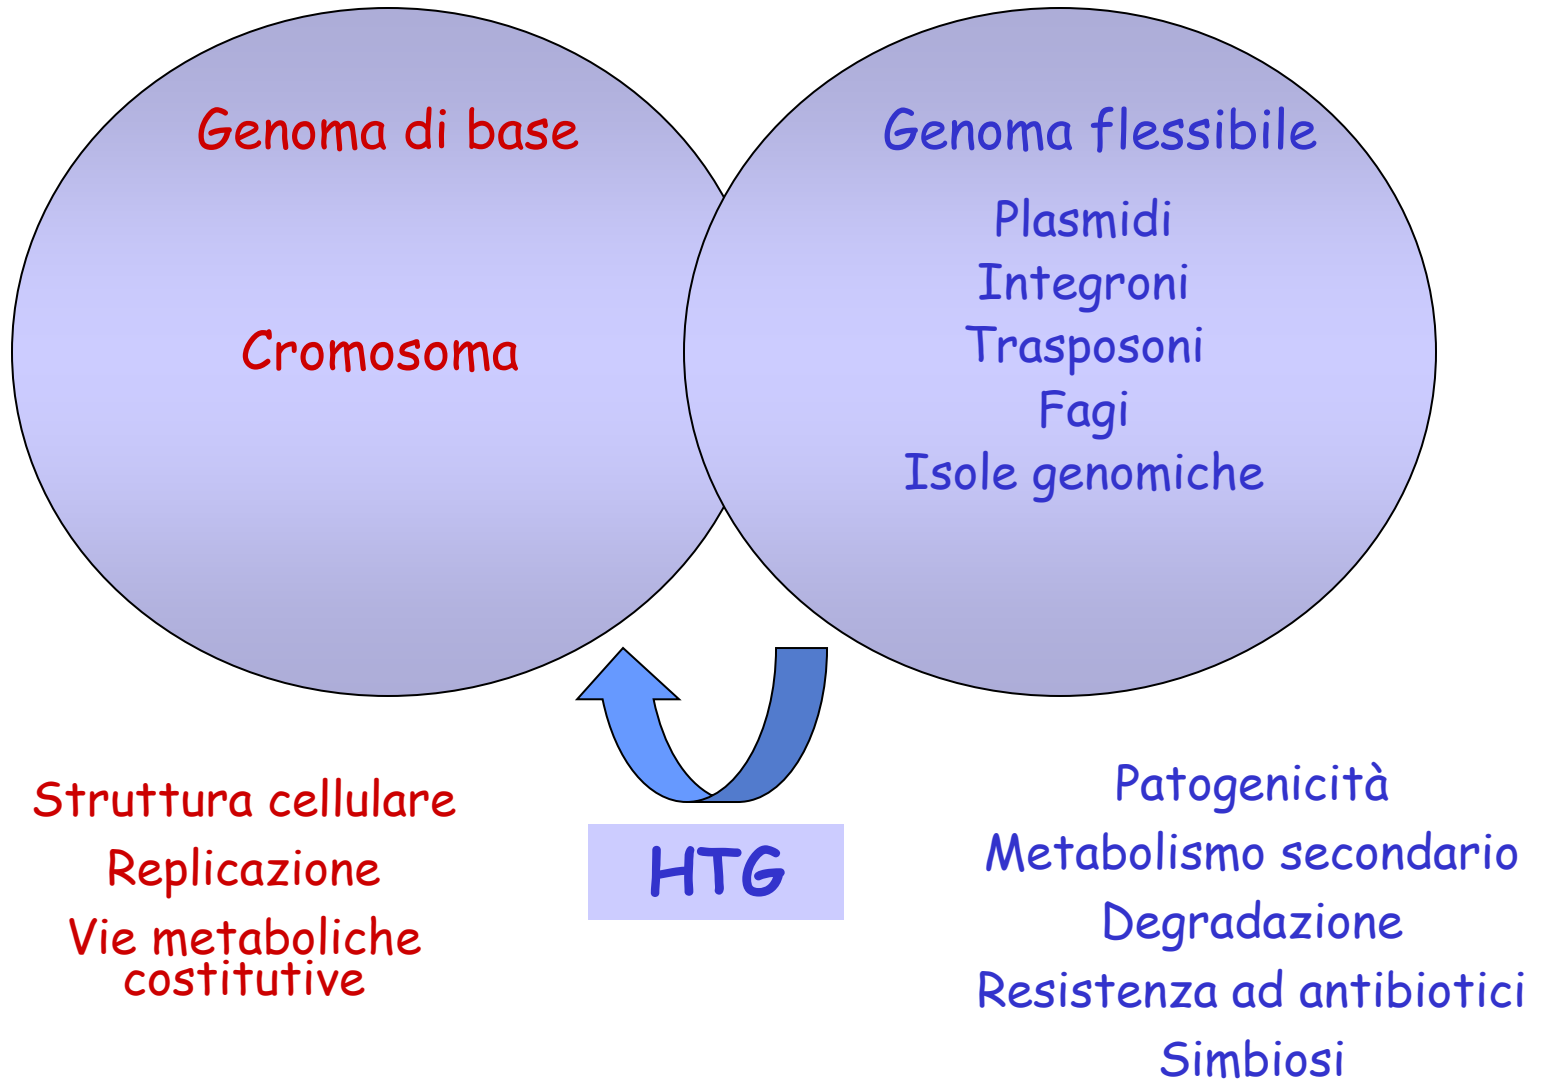 Genoma di base
Cromosoma
Genoma flessibile
Plasmidi
Integroni
Trasposoni
Fagi
Isole genomiche
Struttura cellulare
Replicazione
Vie metaboliche
costitutive
HTG
Patogenicità
Metabolismo secondario
Degradazione
Resistenza ad antibiotici
Simbiosi